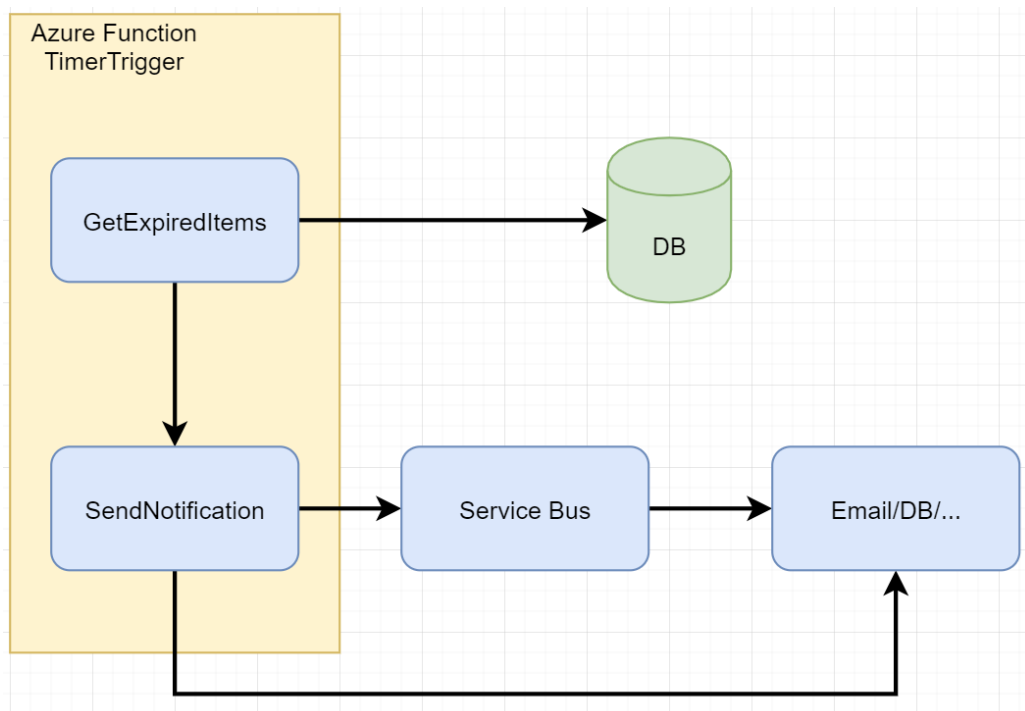 Azure Function
TimerTrigger
GetExpiredItems
DB
SendNotification
Service Bus
Email/DB/...